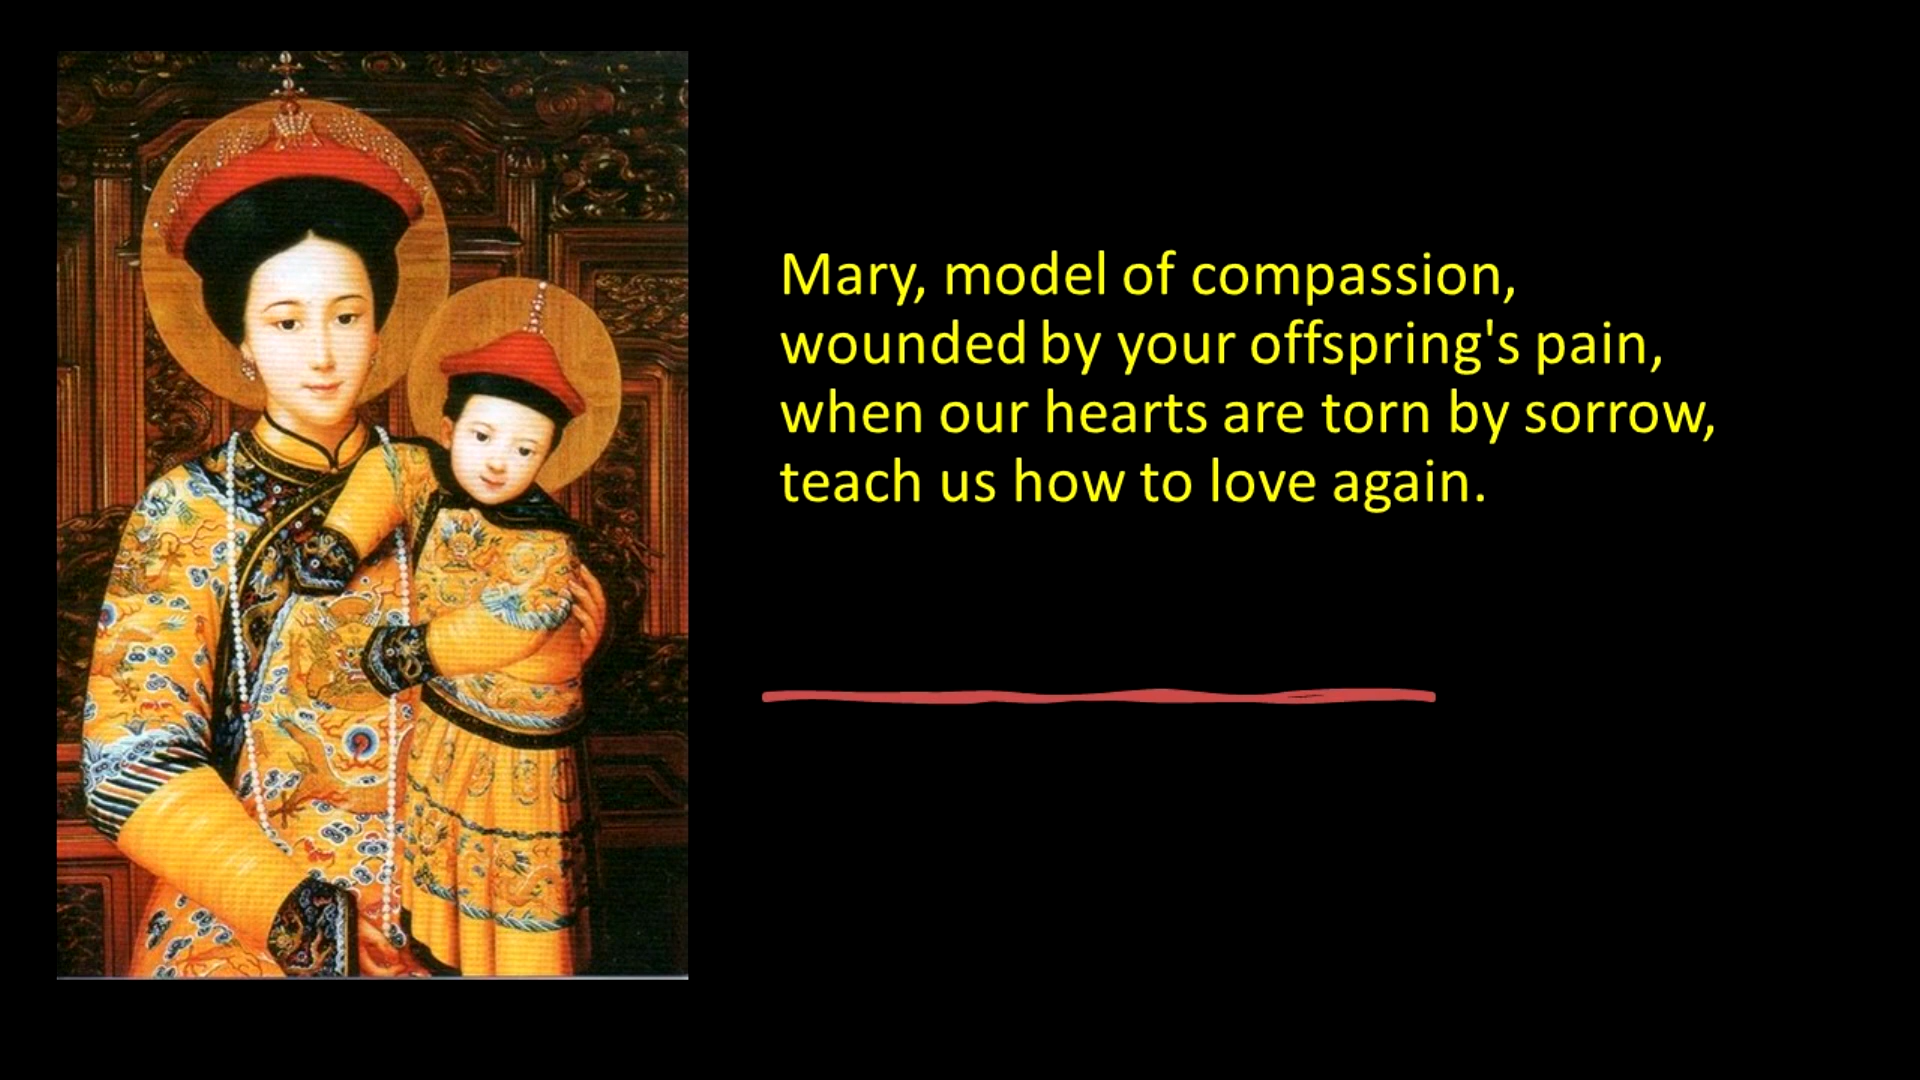 Mary, model of compassion,
wounded by your offspring's pain,
when our hearts are torn by sorrow,
teach us how to love again.